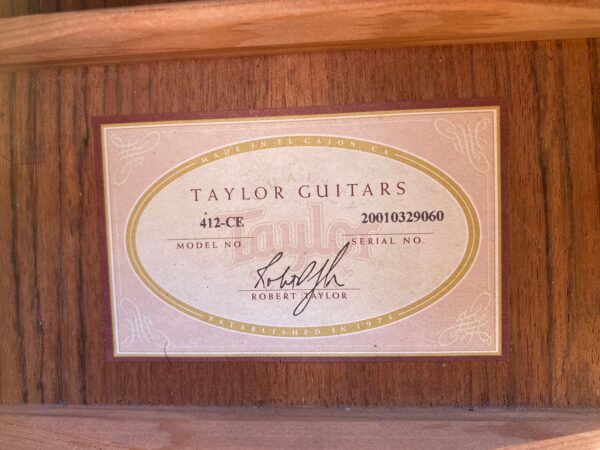 MADE IN EL CAJON, CA
TAYLOR GUITARS
412-CE 20010329060
MODEL NO. SERIAL NO.
Taylor
ROBERT TAYLOR
ESTABLISHED IN 1974